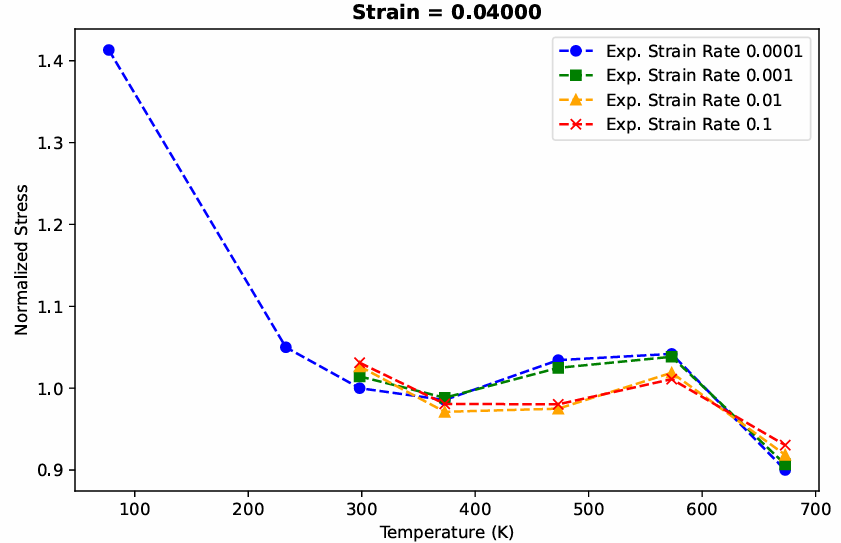 Strain = 0.04000
Exp. Strain Rate 0.0001
Exp. Strain Rate 0.001
Exp. Strain Rate 0.01
Exp. Strain Rate 0.1
Normalized Stress
1.4
1.3
1.2
1.1
1.0
0.9
100 200 300 400 500 600 700
Temperature (K)